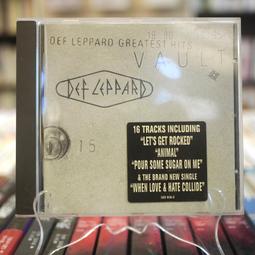 DEF LEPPARD GREATEST HITS
VAULT
DEF LEPPARD
15
16 TRACKS INCLUDING
"LET'S GET ROCKED"
"ANIMAL"
"POUR SOME SUGAR ON ME"
& THE BRAND NEW SINGLE
"WHEN LOVE & HATE COLLIDE"